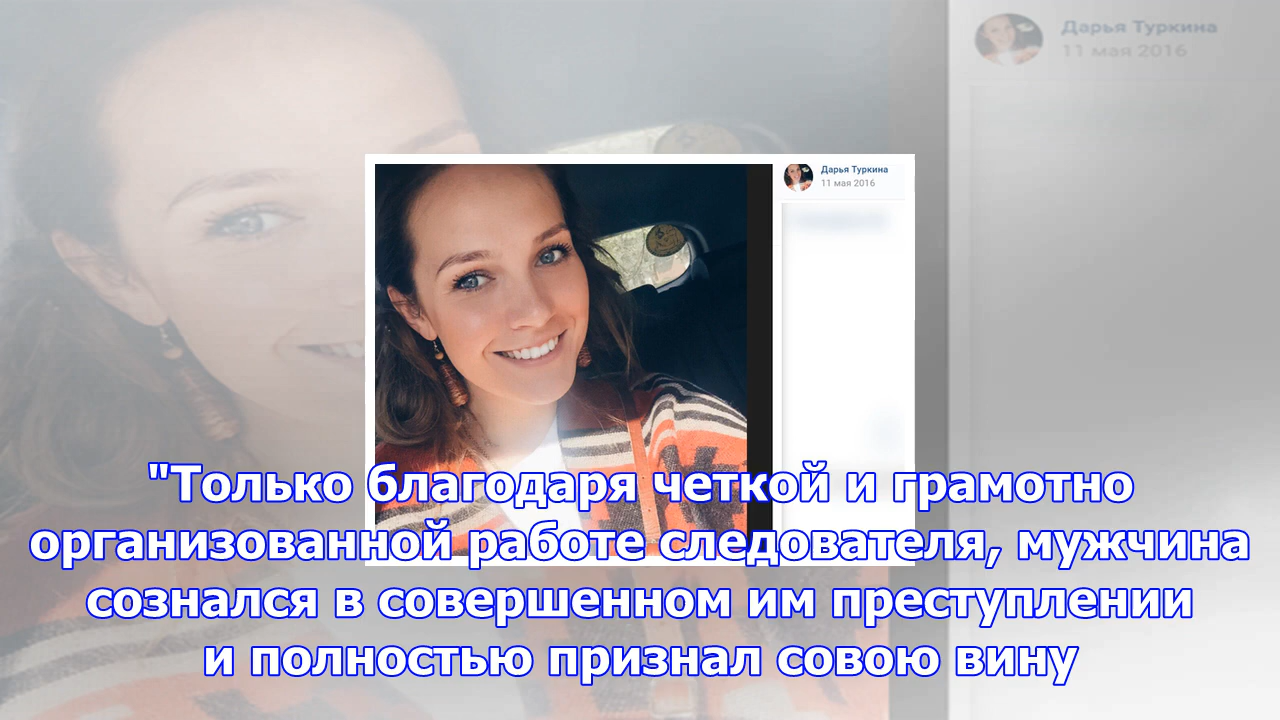 Дарья Туркина
11 мая 2016
Дарья Туркина
11 мая 2016
"Только благодаря четкой и грамотно
организованной работе следователя, мужчина
сознался в совершенном им преступлении
и полностью признал совою вину